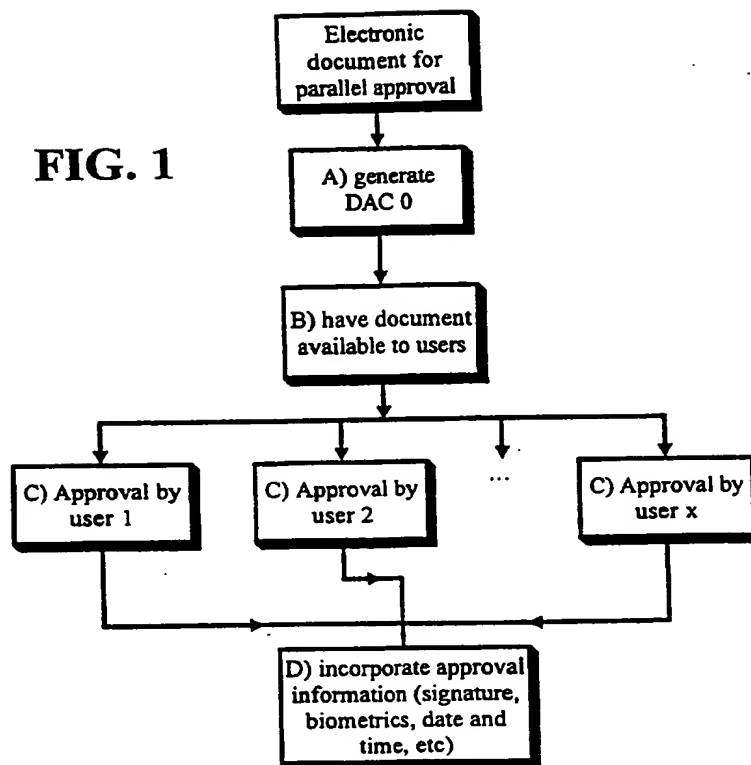 Electronic
document for
parallel approval
FIG. 1
A) generate
DAC 0
B) have document
available to users
C) Approval by
user 1
C) Approval by
user 2
...
C) Approval by
user x
D) incorporate approval
information (signature,
biometrics, date and
time, etc)